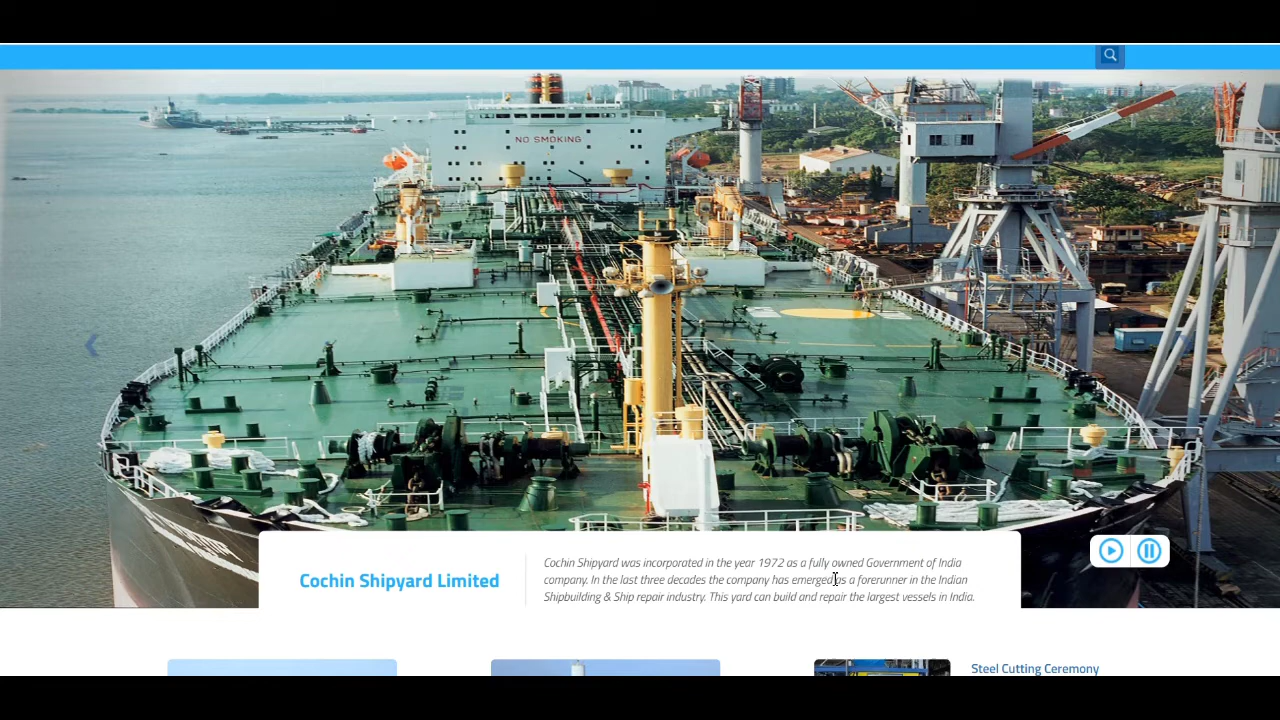 NO SMOKING
Cochin Shipyard Limited
Cochin Shipyard was incorporated in the year 1972 as a fully owned Government of India
company. In the last three decades the company has emerged as a forerunner in the Indian
Shipbuilding & Ship repair industry. This yard can build and repair the largest vessels in India.
Steel Cutting Ceremony